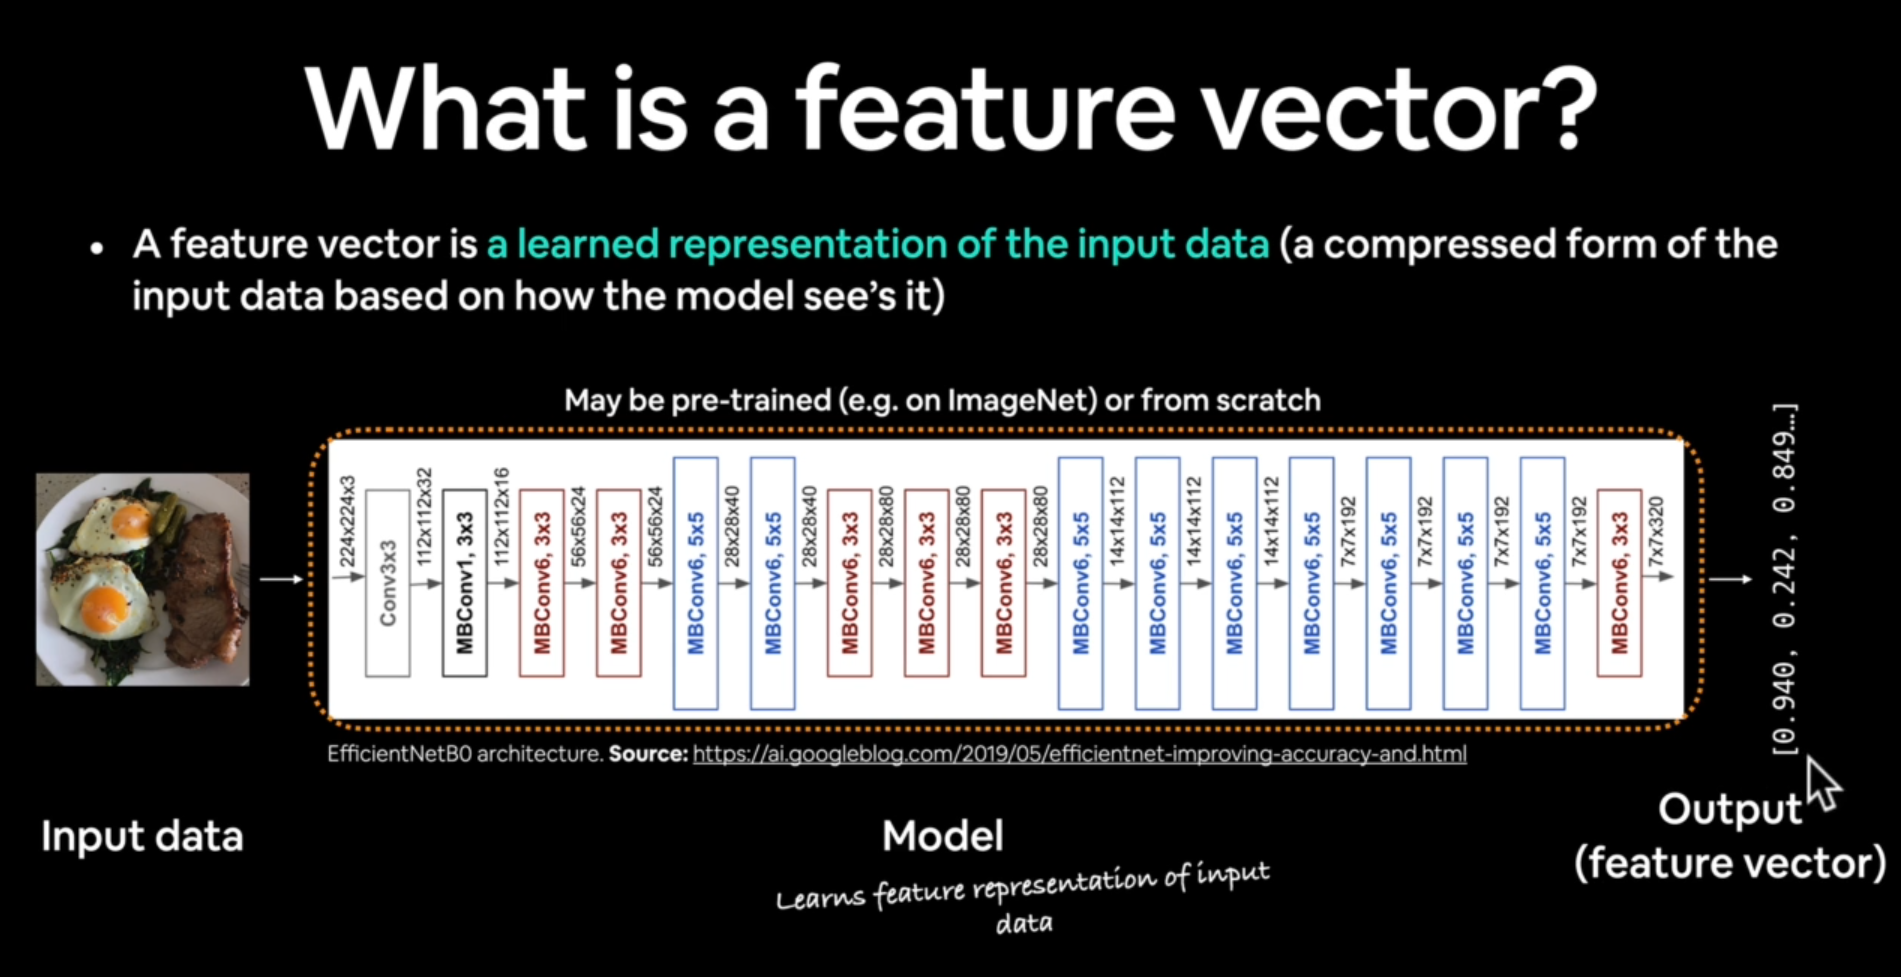 What is a feature vector?
• A feature vector is a learned representation of the input data (a compressed form of the
input data based on how the model see's it)
May be pre-trained (e.g. on ImageNet) or from scratch
224x224x3
Conv3x3
112x112x32
MBConv1, 3x3
112x112x16
MBConv6, 3x3
56x56x24
MBConv6, 3x3
56x56x24
MBConv6, 5x5
28x28x40
MBConv6, 5x5
28x28x40
MBConv6, 3x3
28x28x80
MBConv6, 3x3
28x28x80
MBConv6, 3x3
28x28x80
MBConv6, 5x5
14x14x112
MBConv6, 5x5
14x14x112
MBConv6, 5x5
14x14x112
MBConv6, 5x5
7x7x192
MBConv6, 5x5
7x7x192
MBConv6, 5x5
7x7x192
MBConv6, 5x5
7x7x192
MBConv6, 3x3
7x7x320
[0.940, 0.242, 0.849…]
EfficientNetB0 architecture. Source: https://ai.googleblog.com/2019/05/efficientnet-improving-accuracy-and.html
Input data
Model
Learns feature representation of input
data
Output
(feature vector)